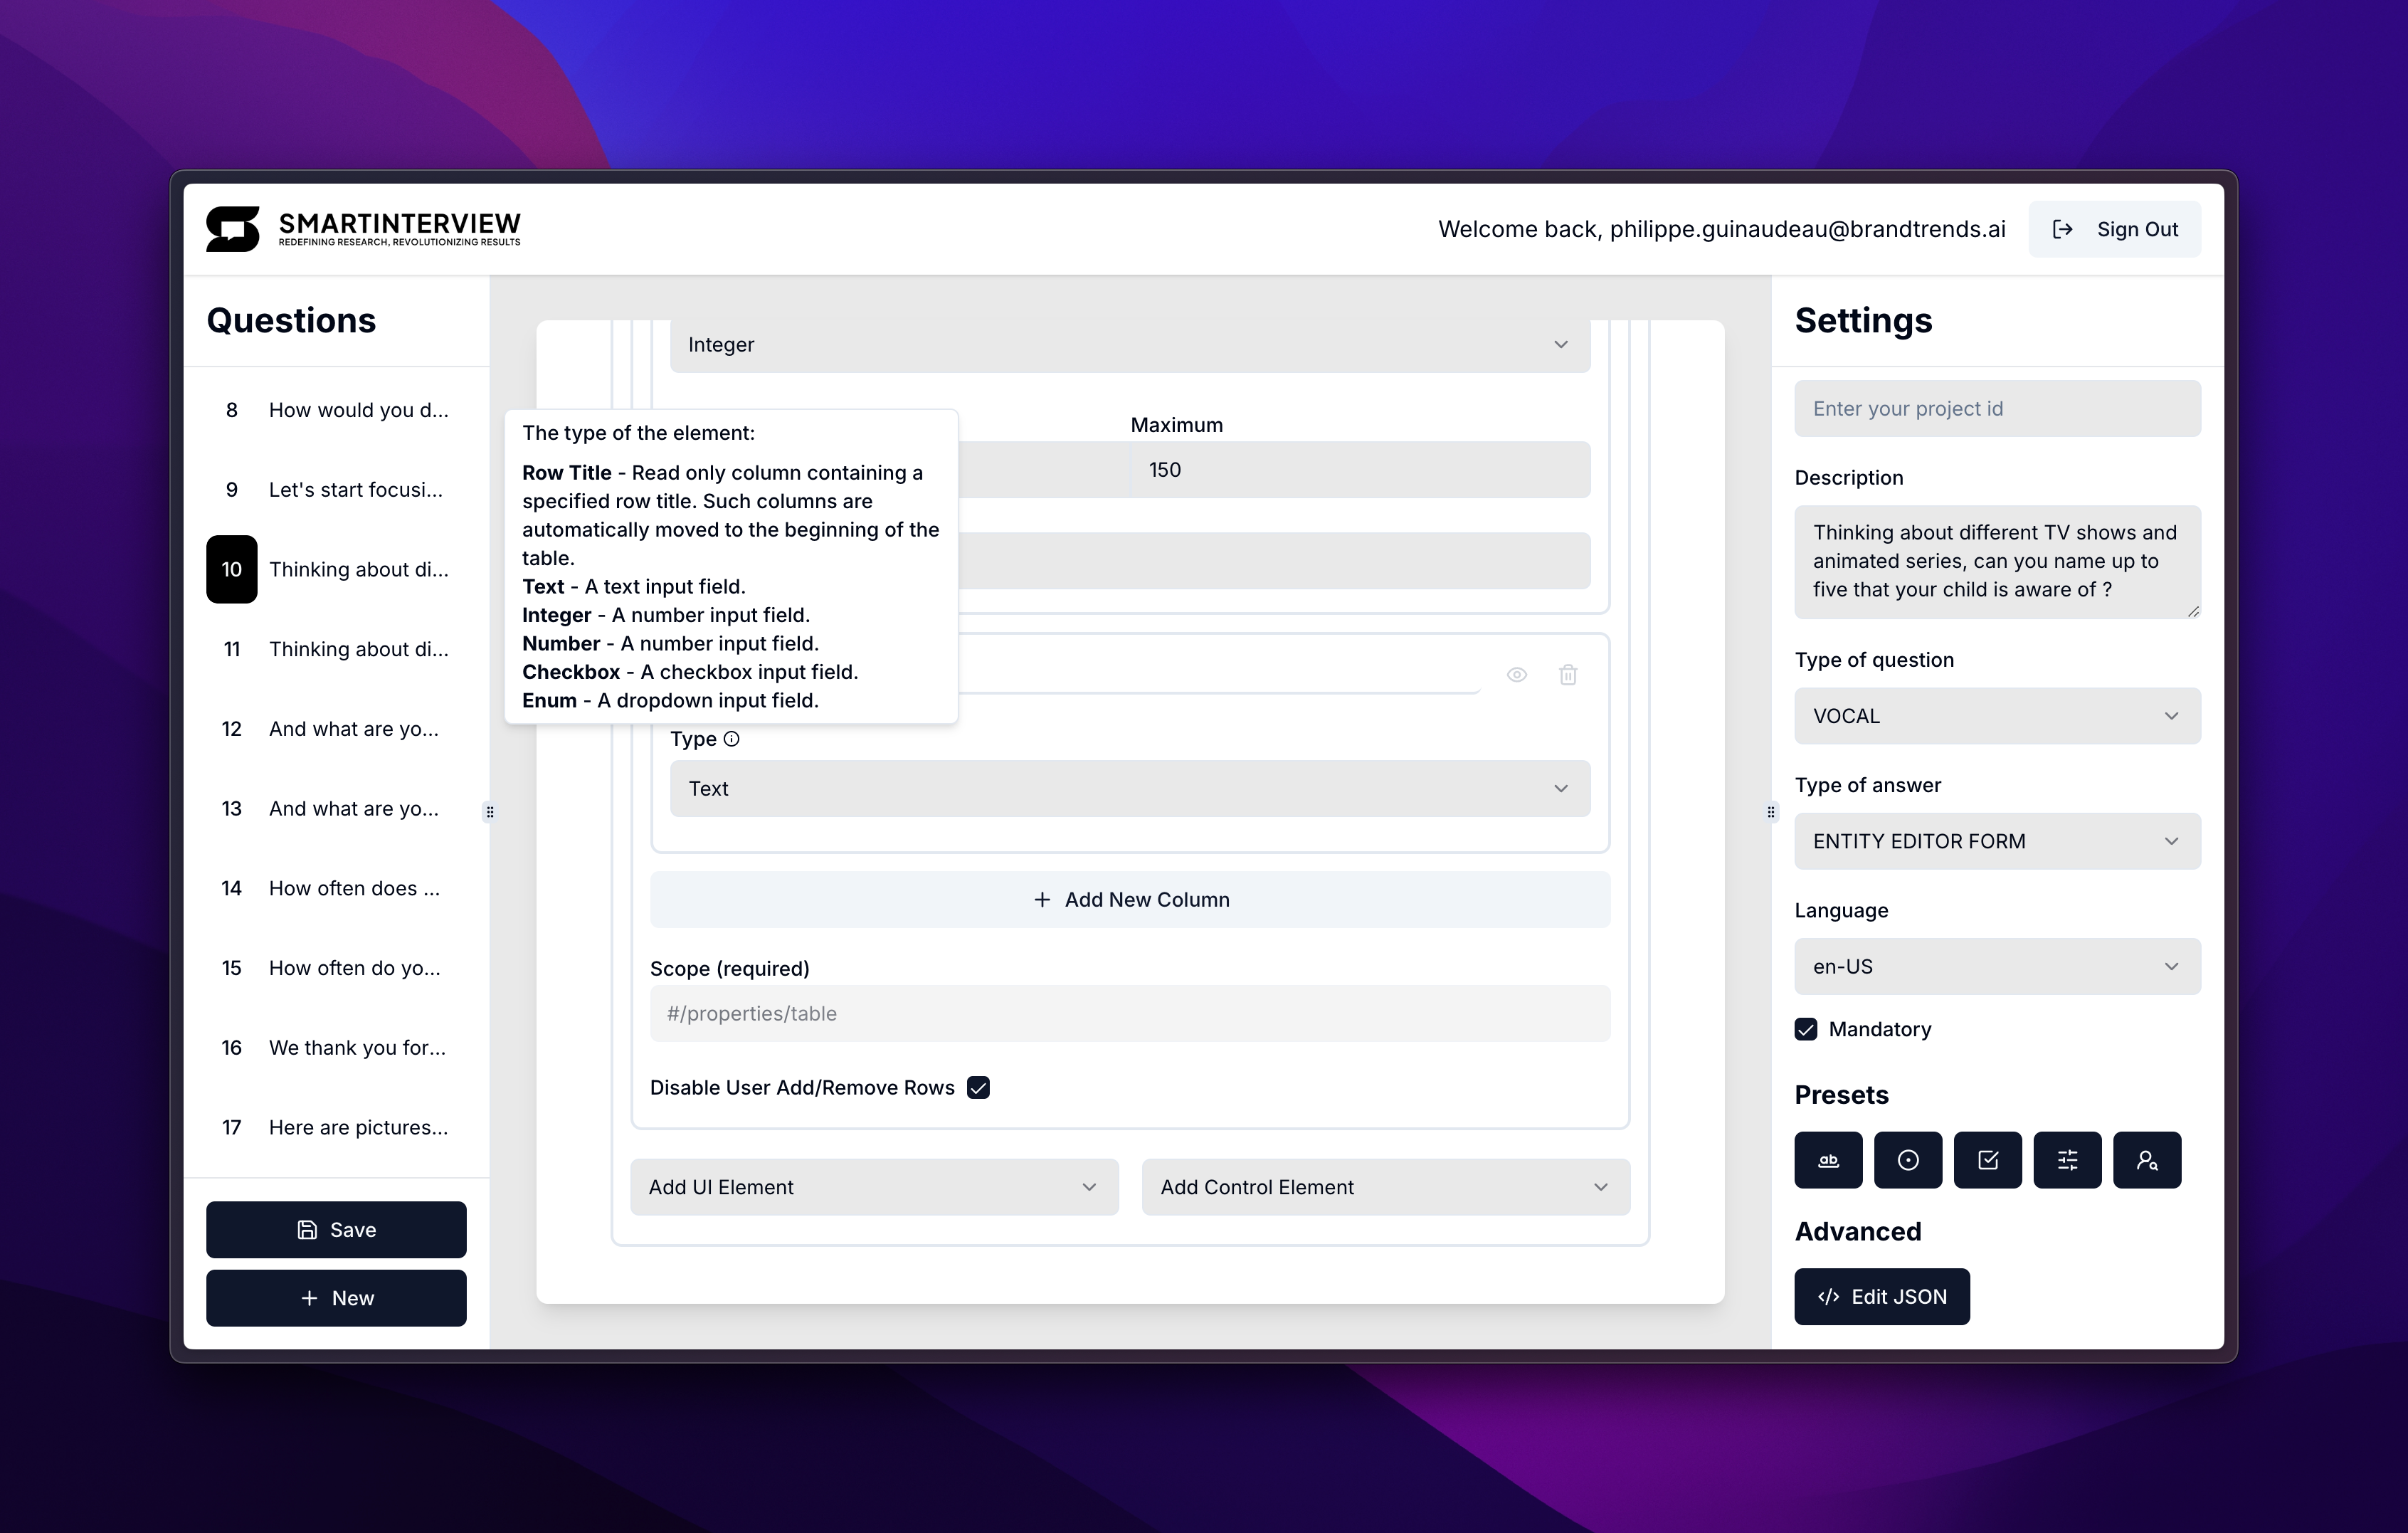 SMARTINTERVIEW
REDEFINING RESEARCH, REVOLUTIONIZING RESULTS
Welcome back, philippe.guinaudeau@brandtrends.ai
Sign Out
Questions
8 How would you d...
9 Let's start focusi...
10 Thinking about di...
11 Thinking about di...
12 And what are yo...
13 And what are yo...
14 How often does ...
15 How often do yo...
16 We thank you for...
17 Here are pictures...
Save
New
Integer
Maximum
150
The type of the element:
Row Title - Read only column containing a
specified row title. Such columns are
automatically moved to the beginning of the
table.
Text - A text input field.
Integer - A number input field.
Number - A number input field.
Checkbox - A checkbox input field.
Enum - A dropdown input field.
Type
Text
Add New Column
Scope (required)
#/properties/table
Disable User Add/Remove Rows
Add UI Element
Add Control Element
Settings
Enter your project id
Description
Thinking about different TV shows and
animated series, can you name up to
five that your child is aware of ?
Type of question
VOCAL
Type of answer
ENTITY EDITOR FORM
Language
en-US
Mandatory
Presets
ab
Advanced
Edit JSON